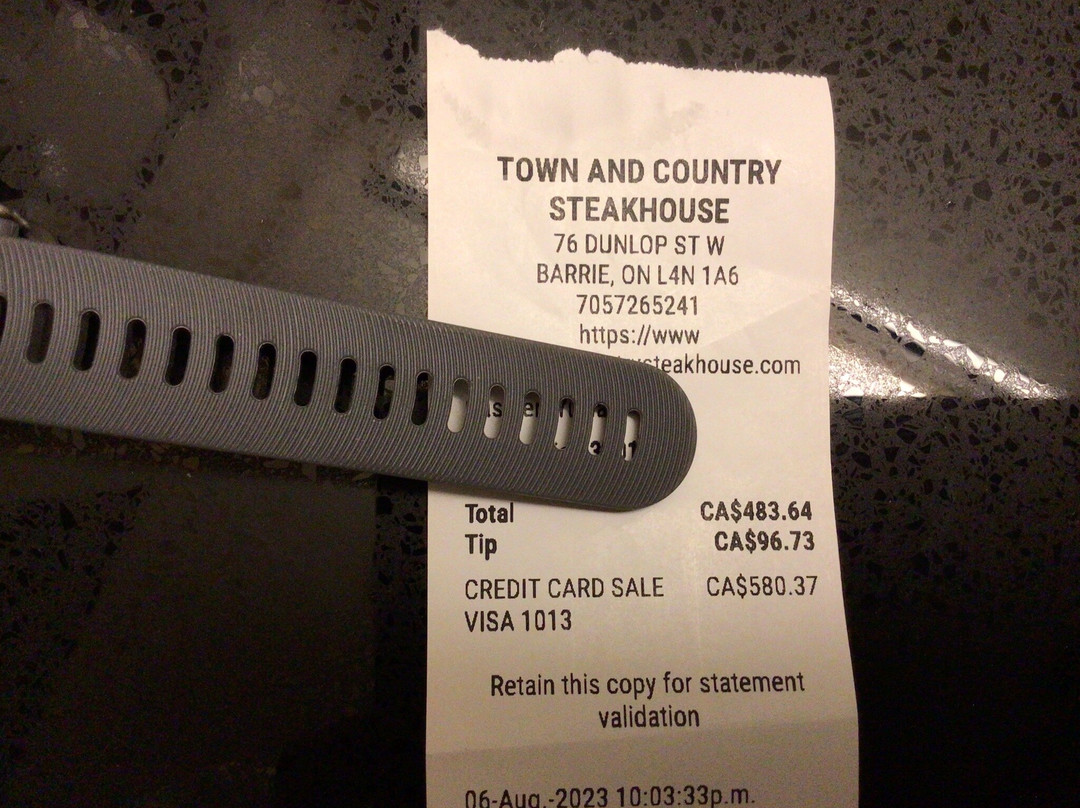 TOWN AND COUNTRY
STEAKHOUSE
76 DUNLOP ST W
BARRIE, ON L4N 1A6
7057265241
https://www
steakhouse.com
Total CA$483.64
Tip CA$96.73
CREDIT CARD SALE CA$580.37
VISA 1013
Retain this copy for statement
validation
06-Aug.-2023 10:03:33p.m.